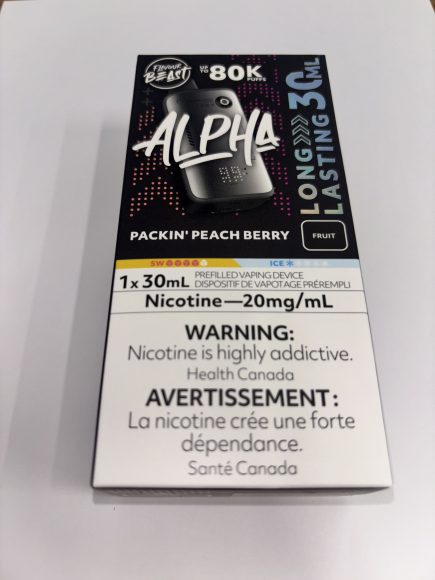 FLAVOUR
BEAST
UP TO 80K PUFFS
ALPHA
LONG >>>> 30ML
LASTING
PACKIN' PEACH BERRY
FRUIT
SW
ICE
1 x 30mL PREFILLED VAPING DEVICE
DISPOSITIF DE VAPOTAGE PRÉREMPLI
Nicotine—20mg/mL
WARNING:
Nicotine is highly addictive.
Health Canada
AVERTISSEMENT:
La nicotine crée une forte
dépendance.
Santé Canada